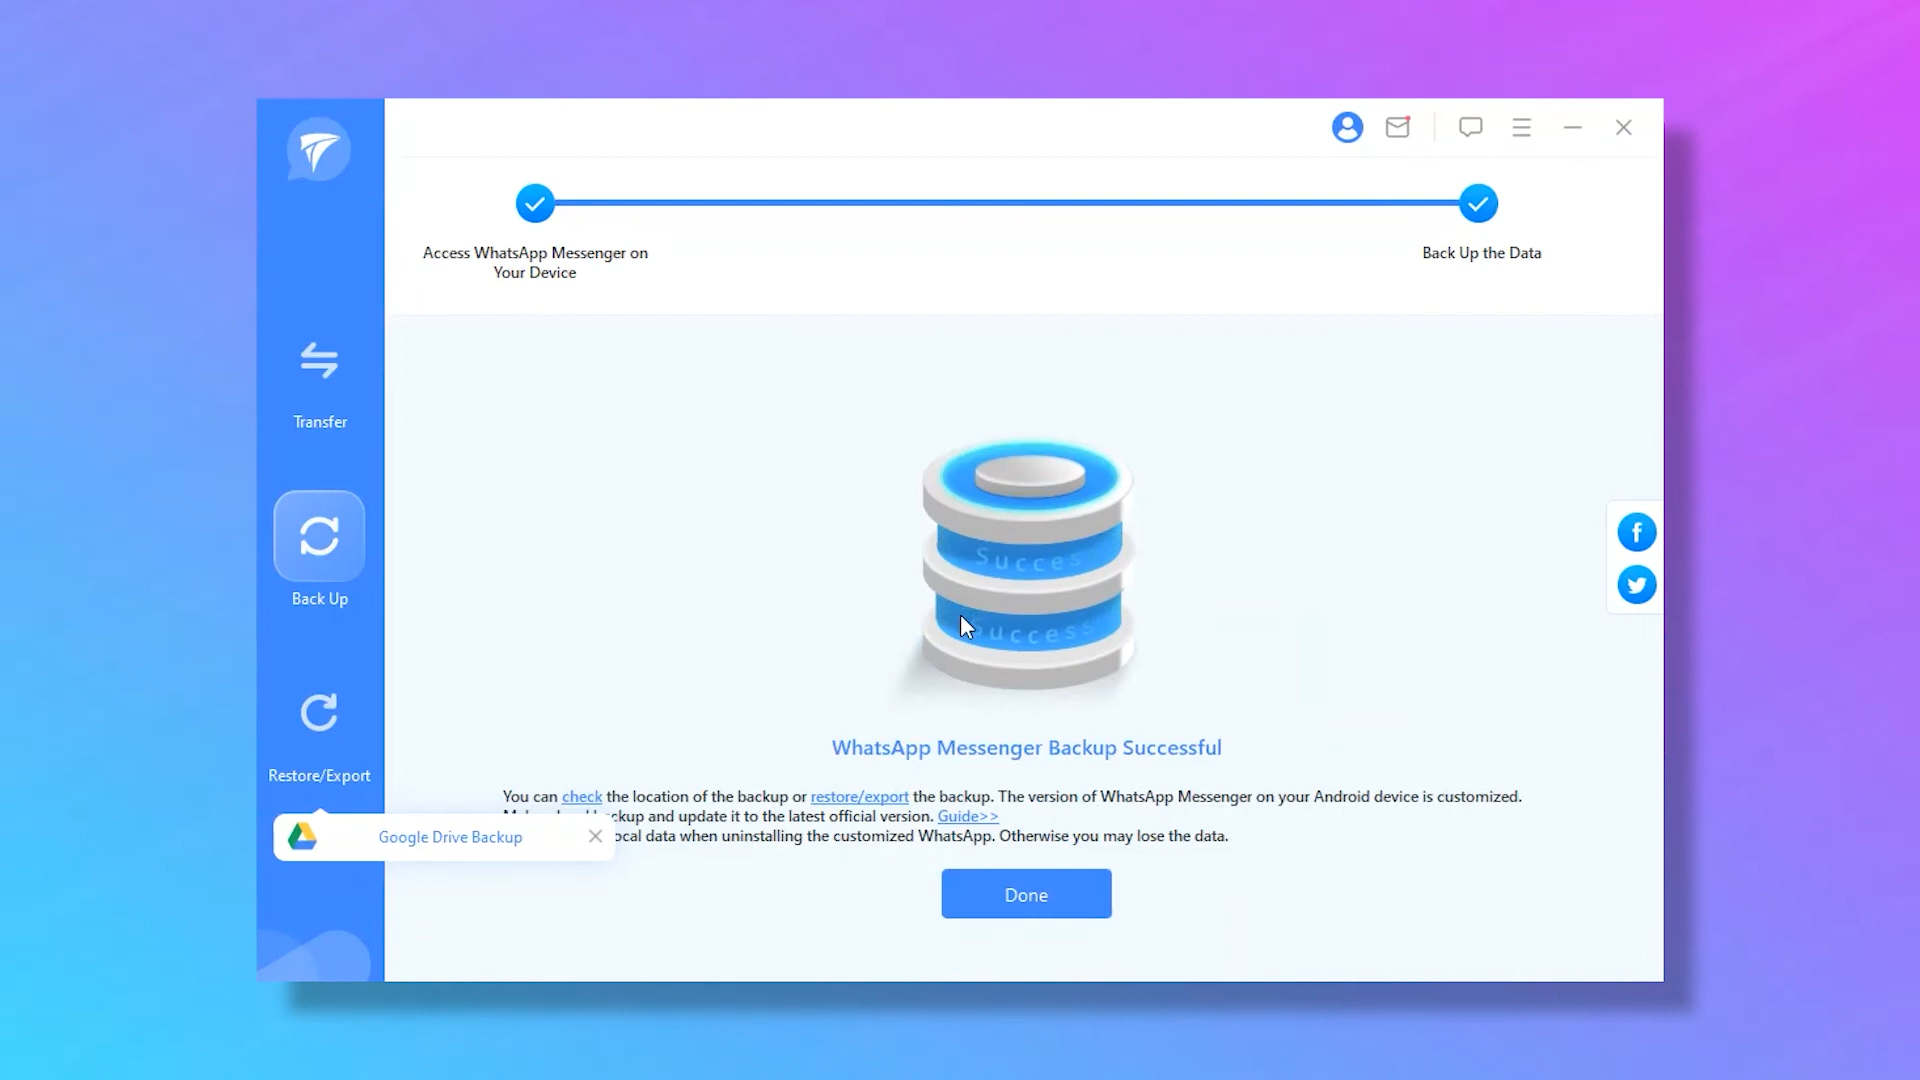 Access WhatsApp Messenger on
Your Device
Back Up the Data
Transfer
Back Up
Restore/Export
Google Drive Backup
Succes
Success
WhatsApp Messenger Backup Successful
You can check the location of the backup or restore/export the backup. The version of WhatsApp Messenger on your Android device is customized.
and update it to the latest official version. Guide>>
data when uninstalling the customized WhatsApp. Otherwise you may lose the data.
Done